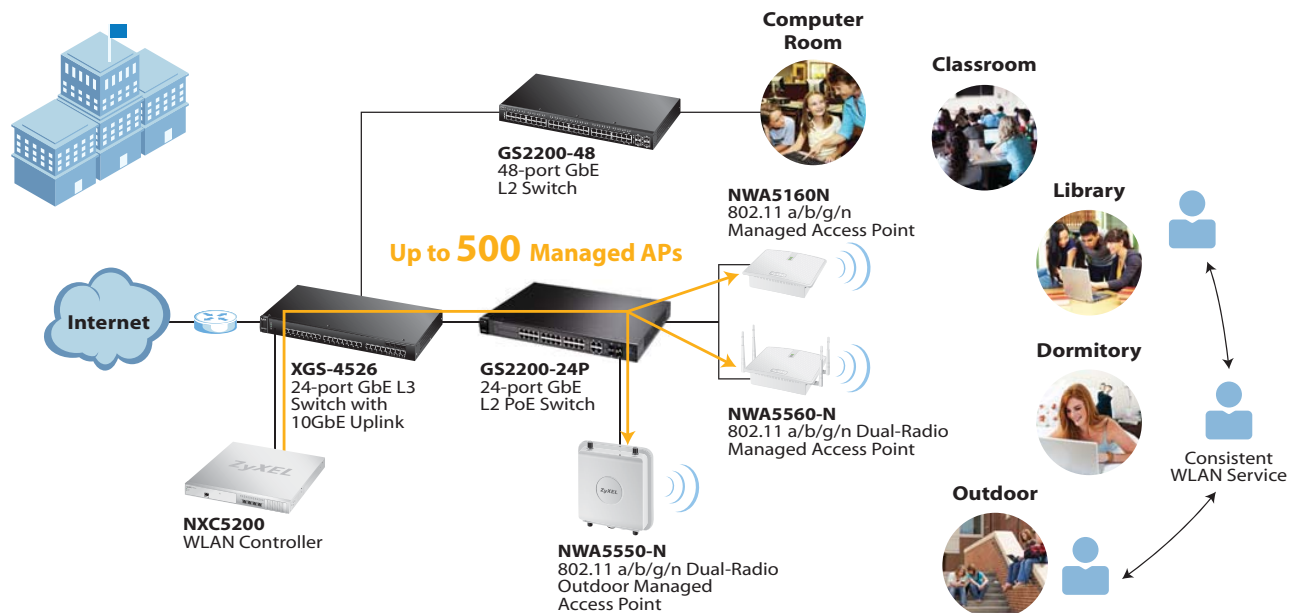 Computer
Room
Classroom
GS2200-48
48-port GbE
L2 Switch
NWA5160N
802.11 a/b/g/n
Managed Access Point
Library
Up to 500 Managed APs
Internet
XGS-4526
24-port GbE L3
Switch with
10GbE Uplink
GS2200-24P
24-port GbE
L2 PoE Switch
NWA5560-N
802.11 a/b/g/n Dual-Radio
Managed Access Point
Dormitory
Consistent
WLAN Service
ZyXEL
NXC5200
WLAN Controller
ZyXEL
NWA5550-N
802.11 a/b/g/n Dual-Radio
Outdoor Managed
Access Point
Outdoor